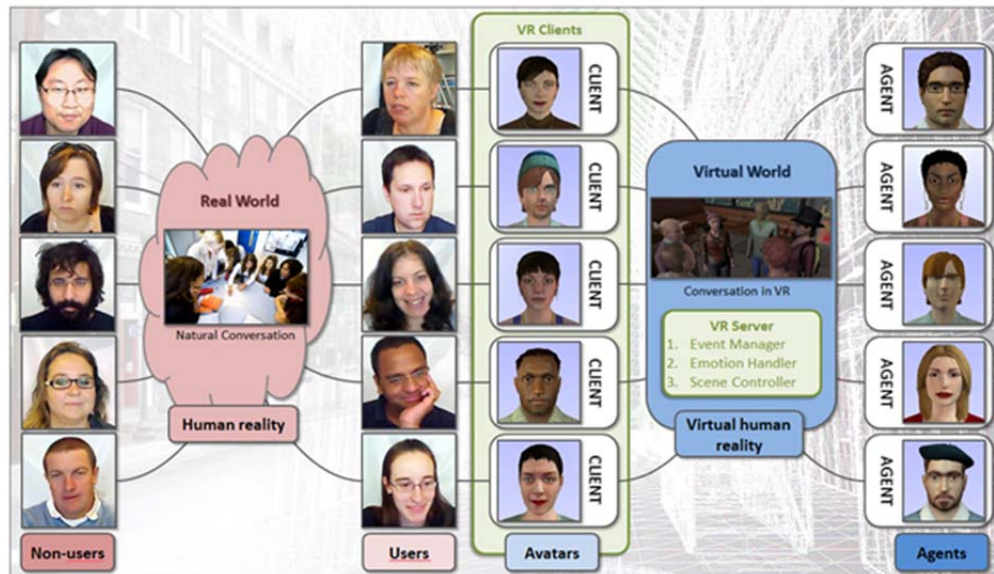 VR Clients
CLIENT
AGENT
CLIENT
AGENT
CLIENT
AGENT
CLIENT
AGENT
CLIENT
AGENT
Real World
Natural Conversation
Human reality
Virtual World
Conversation in VR
VR Server
1. Event Manager
2. Emotion Handler
3. Scene Controller
Virtual human
reality
Non-users
Users
Avatars
Agents